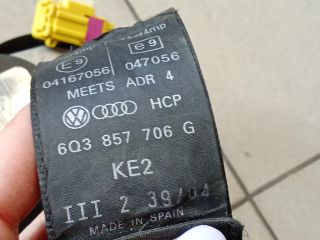 e9 e9
04167056 047056
MEETS ADR 4
HCP
6Q3 857 706 G
KE2
III 2 39/04
MADE IN SPAIN